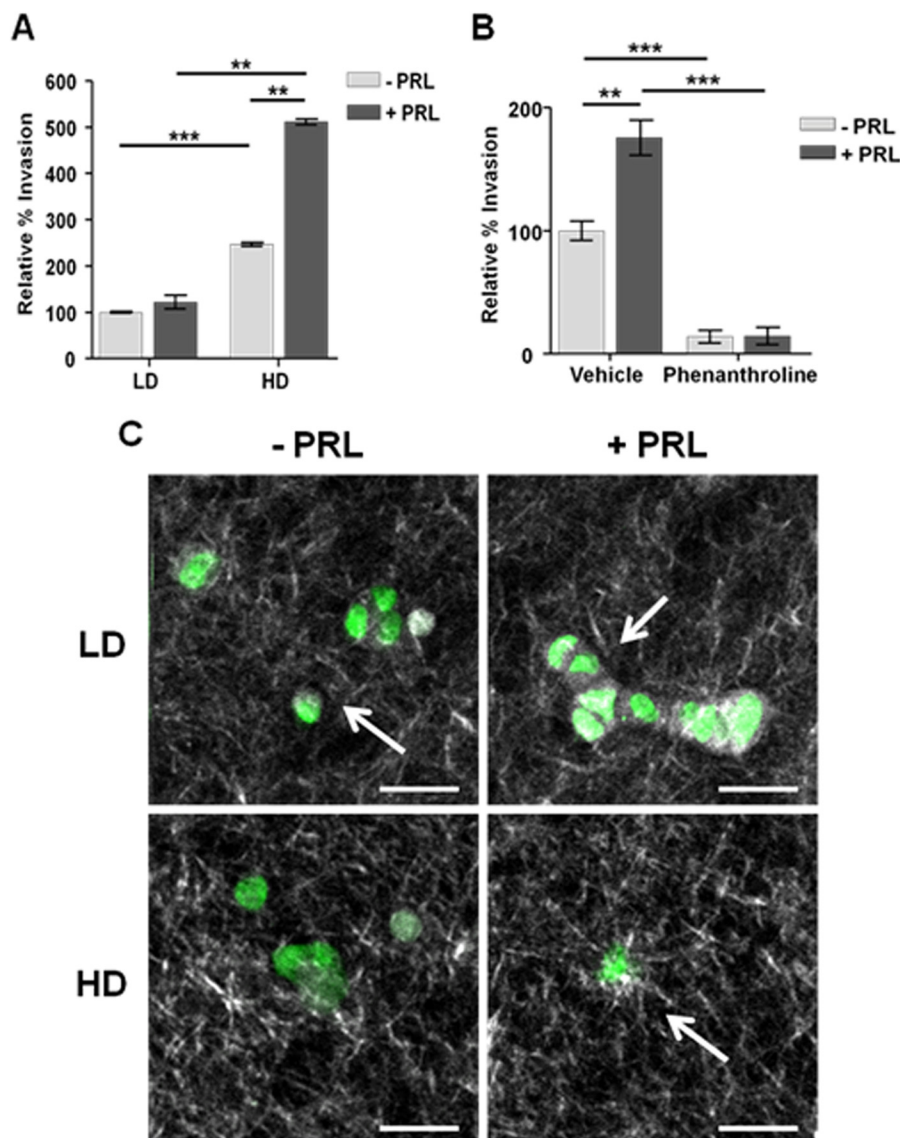 A
Relative % Invasion
600
500
400
300
200
100
0
**
**
***
- PRL
+ PRL
LD
HD
B
Relative % Invasion
200
100
0
***
***
**
- PRL
+ PRL
Vehicle
Phenanthroline
C
- PRL
+ PRL
LD
HD